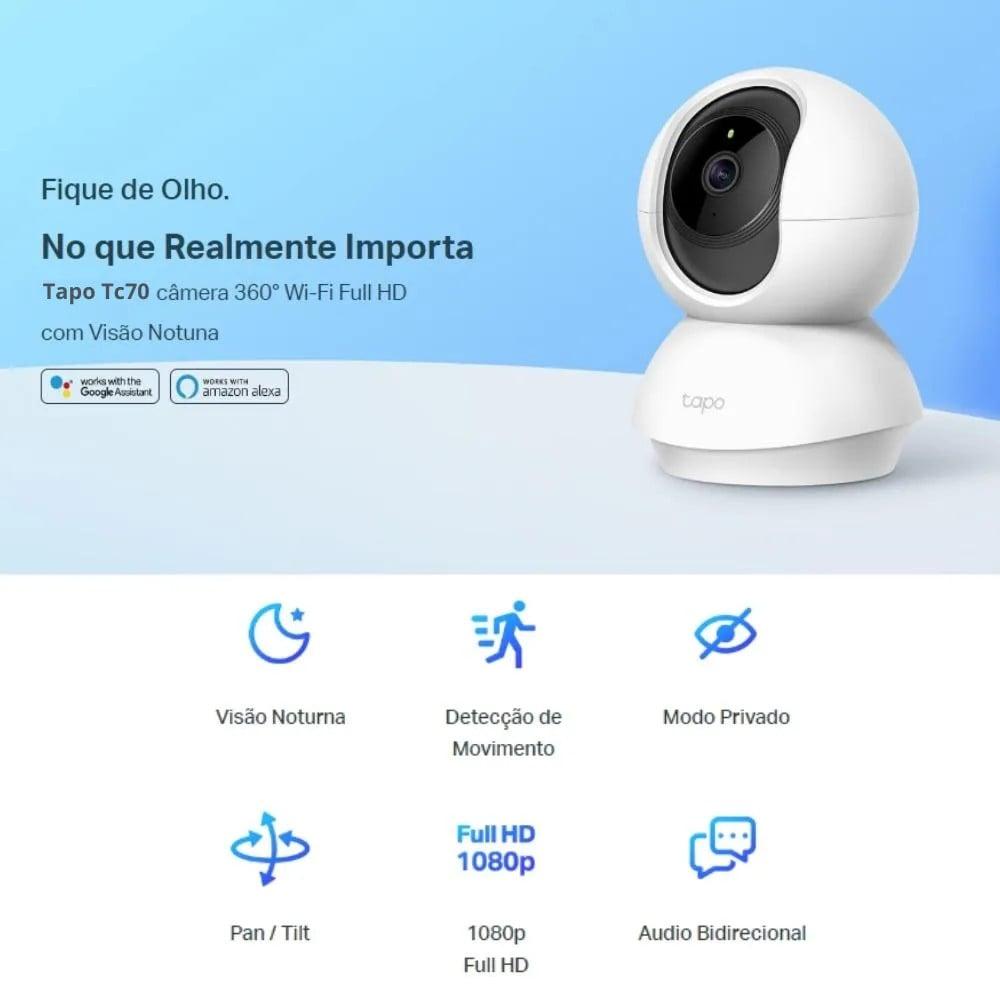 Fique de Olho.
No que Realmente Importa
Tapo Tc70 câmera 360° Wi-Fi Full HD
com Visão Notuna
works with the
Google Assistant
WORKS WITH
amazon alexa
tapo
Visão Noturna
Detecção de
Movimento
Modo Privado
Full HD
1080p
Pan / Tilt
1080p
Full HD
Audio Bidirecional